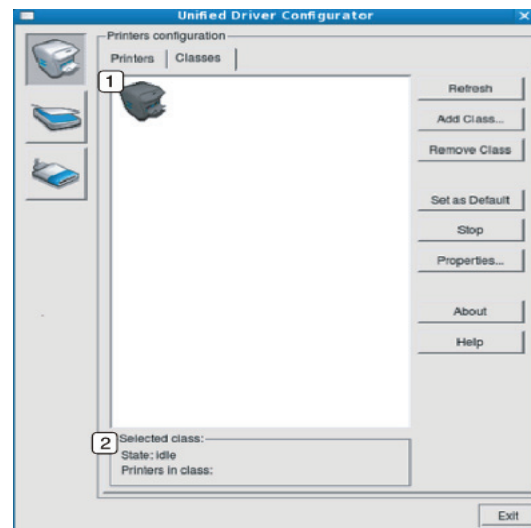 Unified Driver Configurator
Printers configuration
Printers Classes
1
Refresh
Add Class...
Remove Class
Set as Default
Stop
Properties...
About
Help
2
Selected class:
State: idle
Printers in class:
Exit